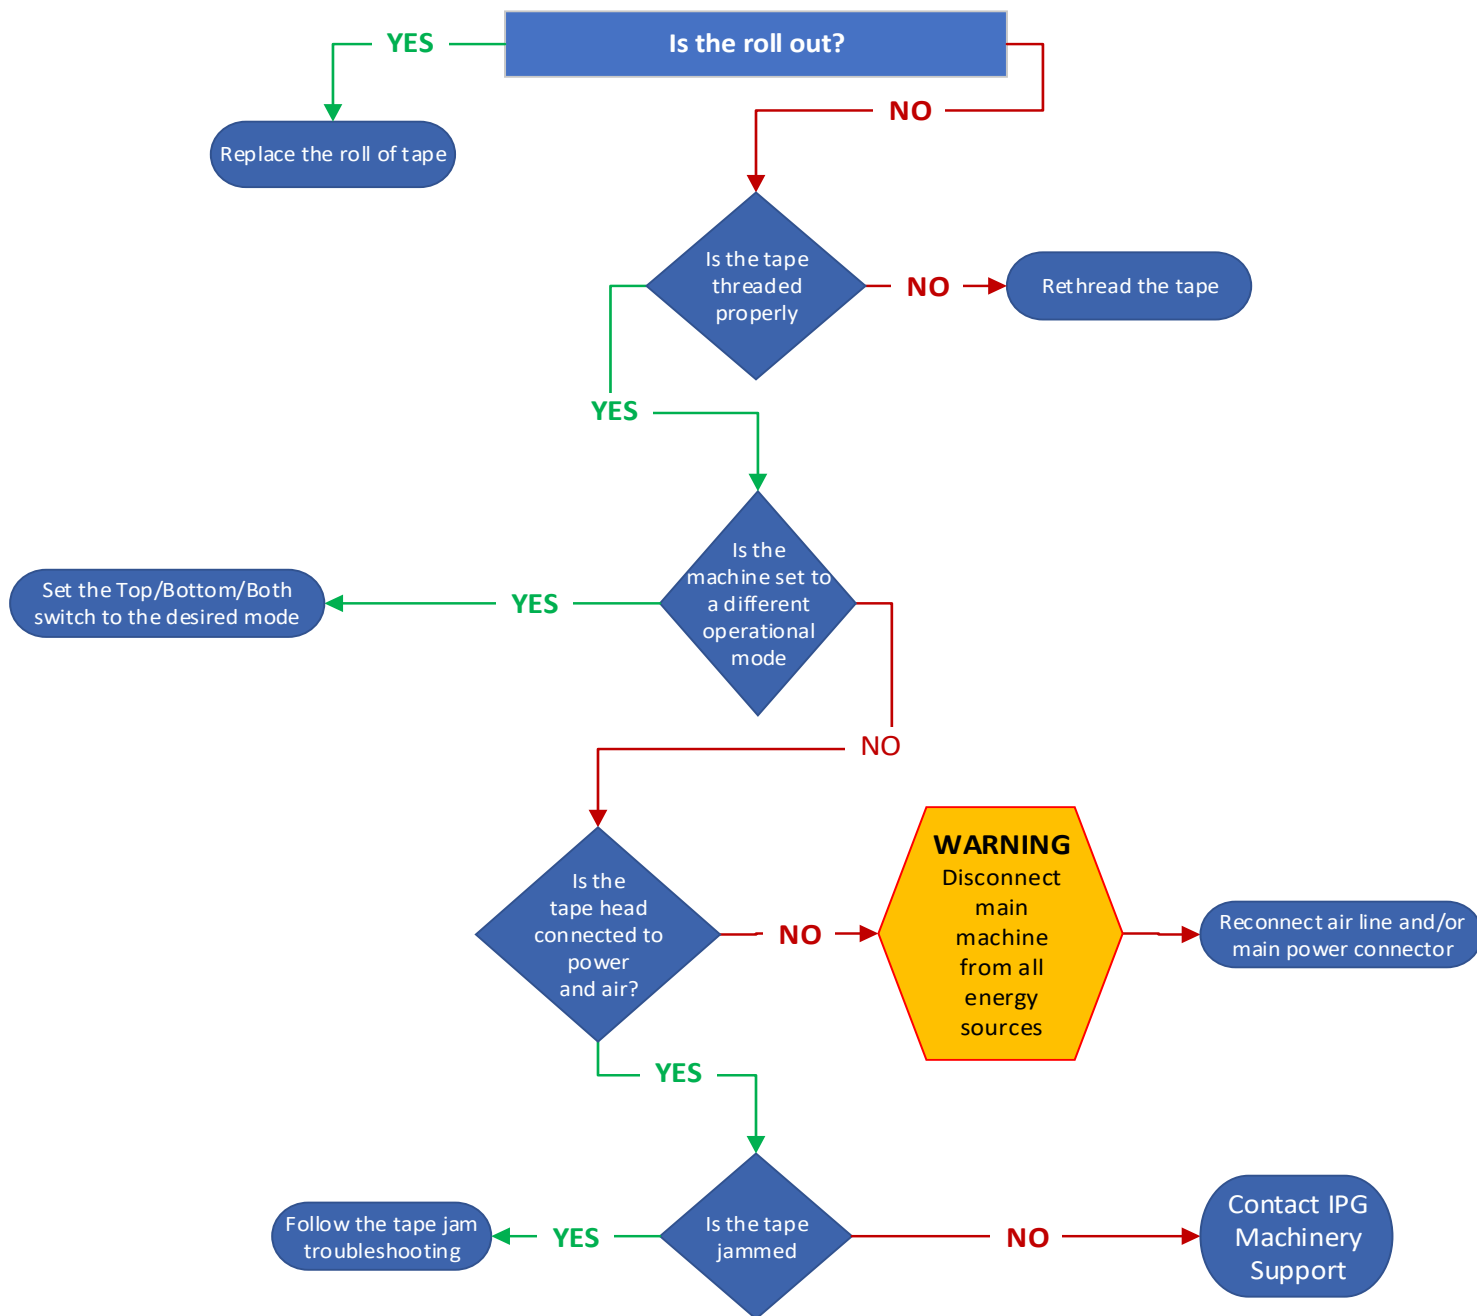 Is the roll out?
YES
NO
Replace the roll of tape
Is the tape
threaded
properly
NO
Rethread the tape
YES
Is the
machine set to
a different
operational
mode
YES
Set the Top/Bottom/Both
switch to the desired mode
NO
Is the
tape head
connected to
power
and air?
NO
WARNING
Disconnect
main
machine
from all
energy
sources
Reconnect air line and/or
main power connector
YES
Is the tape
jammed
YES
Follow the tape jam
troubleshooting
NO
Contact IPG
Machinery
Support